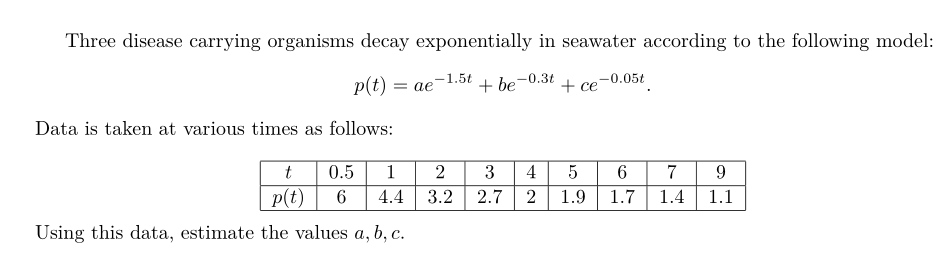 Three disease carrying organisms decay exponentially in seawater according to the following model:
p(t) = ae^{-1.5t} + be^{-0.3t} + ce^{-0.05t}.
Data is taken at various times as follows:
t 0.5 1 2 3 4 5 6 7 9
p(t) 6 4.4 3.2 2.7 2 1.9 1.7 1.4 1.1
Using this data, estimate the values a, b, c.